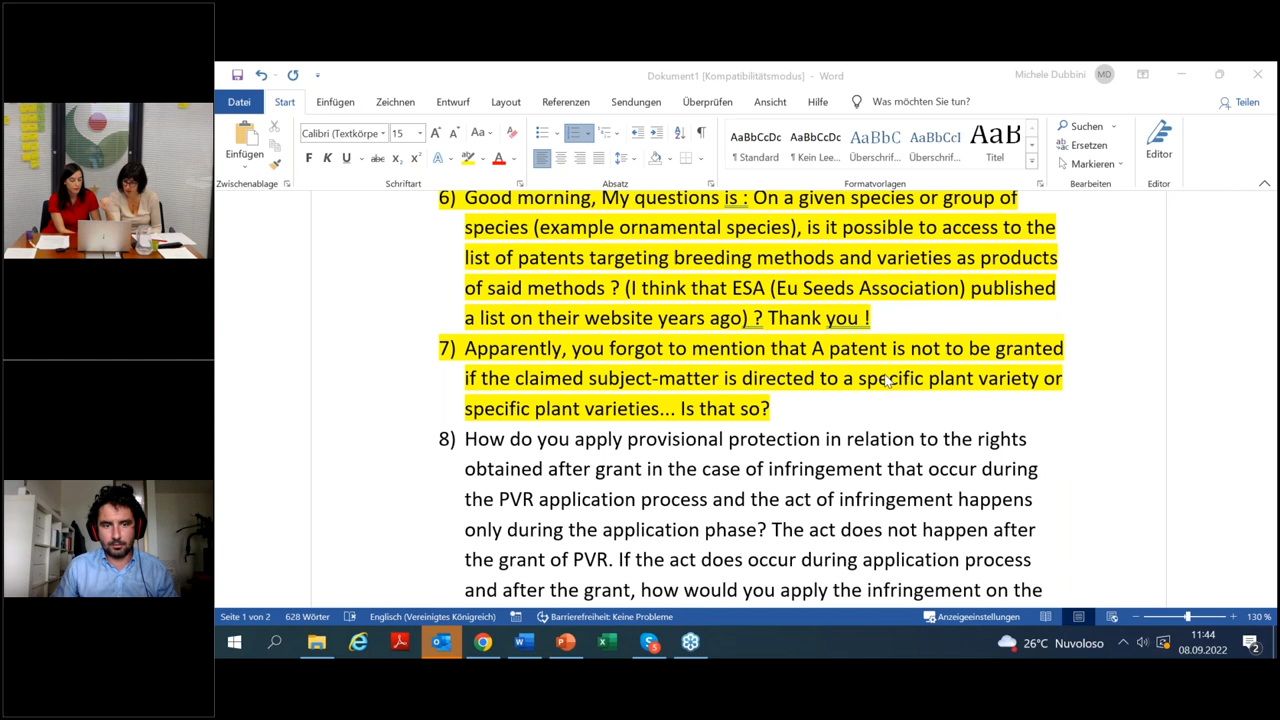 Dokument1 [Kompatibilitätsmodus] - Word
Michele Dubbini
MD
Datei
Start
Einfügen
Zeichnen
Entwurf
Layout
Referenzen
Sendungen
Überprüfen
Ansicht
Hilfe
Was möchten Sie tun?
Teilen
Einfügen
Calibri (Textkörpe
15
F K U abc x₂ x²
AaBbCcDc
AaBbCcDc
AaBbC
AaBbCcl
AaB
¶ Standard
¶ Kein Lee...
Überschrif...
Überschrif...
Titel
Suchen
Ersetzen
Markieren
Editor
Zwischenablage
Schriftart
Absatz
Formatvorlagen
Bearbeiten
Editor
6) Good morning, My questions is : On a given species or group of
species (example ornamental species), is it possible to access to the
list of patents targeting breeding methods and varieties as products
of said methods ? (I think that ESA (Eu Seeds Association) published
a list on their website years ago) ? Thank you !
7) Apparently, you forgot to mention that A patent is not to be granted
if the claimed subject-matter is directed to a specific plant variety or
specific plant varieties... Is that so?
8) How do you apply provisional protection in relation to the rights
obtained after grant in the case of infringement that occur during
the PVR application process and the act of infringement happens
only during the application phase? The act does not happen after
the grant of PVR. If the act does occur during application process
and after the grant, how would you apply the infringement on the
Seite 1 von 2
628 Wörter
Englisch (Vereinigtes Königreich)
Barrierefreiheit: Keine Probleme
Anzeigeeinstellungen
130 %
26°C Nuvoloso
11:44
08.09.2022
2